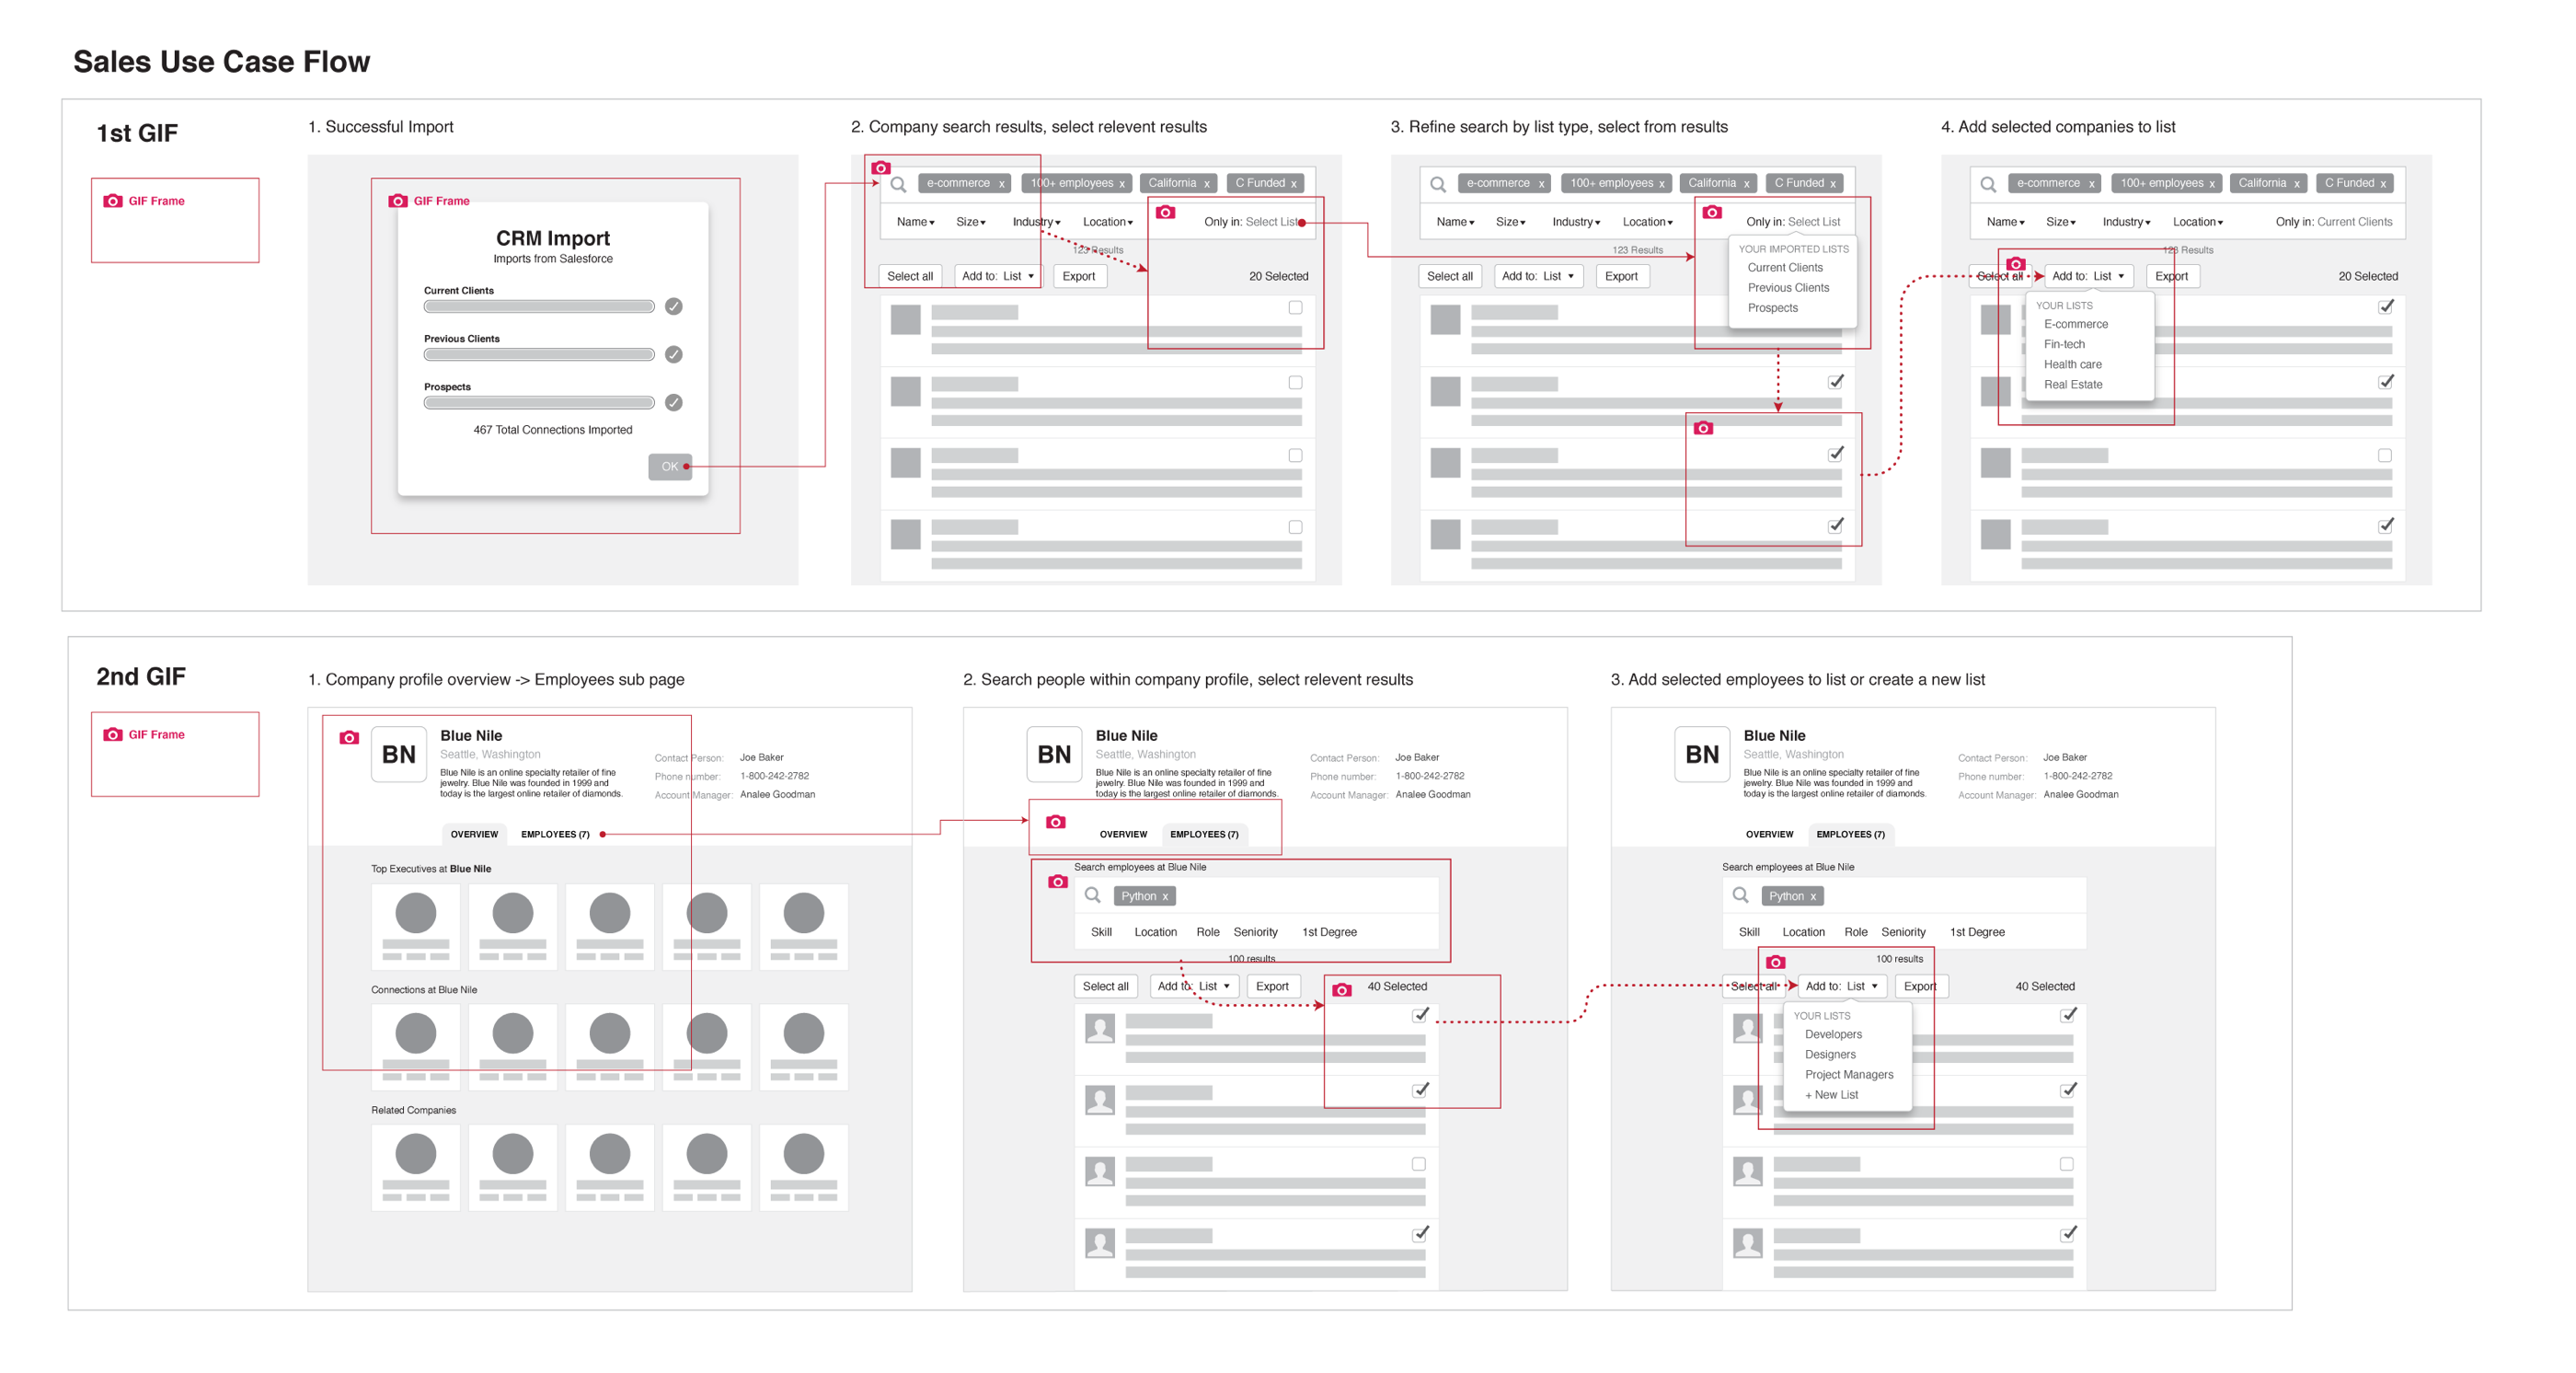 Sales Use Case Flow
1st GIF
GIF Frame
1. Successful Import
GIF Frame
CRM Import
Imports from Salesforce
Current Clients
Previous Clients
Prospects
467 Total Connections Imported
OK
2. Company search results, select relevent results
e-commerce x 100+ employees x California x C Funded x
Name Size Industry Location Only in: Select List
123 Results
Select all Add to: List Export 20 Selected
3. Refine search by list type, select from results
e-commerce x 100+ employees x California x C Funded x
Name Size Industry Location Only in: Select List
123 Results
YOUR IMPORTED LISTS
Current Clients
Previous Clients
Prospects
Select all Add to: List Export
4. Add selected companies to list
e-commerce x 100+ employees x California x C Funded x
Name Size Industry Location Only in: Current Clients
123 Results
Select all Add to: List Export 20 Selected
YOUR LISTS
E-commerce
Fin-tech
Health care
Real Estate
2nd GIF
GIF Frame
1. Company profile overview -> Employees sub page
BN
Blue Nile
Seattle, Washington
Blue Nile is an online specialty retailer of fine
jewelry. Blue Nile was founded in 1999 and
today is the largest online retailer of diamonds.
Contact Person: Joe Baker
Phone number: 1-800-242-2782
Account Manager: Analee Goodman
OVERVIEW EMPLOYEES (7)
Top Executives at Blue Nile
Connections at Blue Nile
Related Companies
2. Search people within company profile, select relevent results
BN
Blue Nile
Seattle, Washington
Blue Nile is an online specialty retailer of fine
jewelry. Blue Nile was founded in 1999 and
today is the largest online retailer of diamonds.
Contact Person: Joe Baker
Phone number: 1-800-242-2782
Account Manager: Analee Goodman
OVERVIEW EMPLOYEES (7)
Search employees at Blue Nile
Python x
Skill Location Role Seniority 1st Degree
100 results
Select all Add to: List Export 40 Selected
3. Add selected employees to list or create a new list
BN
Blue Nile
Seattle, Washington
Blue Nile is an online specialty retailer of fine
jewelry. Blue Nile was founded in 1999 and
today is the largest online retailer of diamonds.
Contact Person: Joe Baker
Phone number: 1-800-242-2782
Account Manager: Analee Goodman
OVERVIEW EMPLOYEES (7)
Search employees at Blue Nile
Python x
Skill Location Role Seniority 1st Degree
100 results
Select all Add to: List Export 40 Selected
YOUR LISTS
Developers
Designers
Project Managers
+ New List